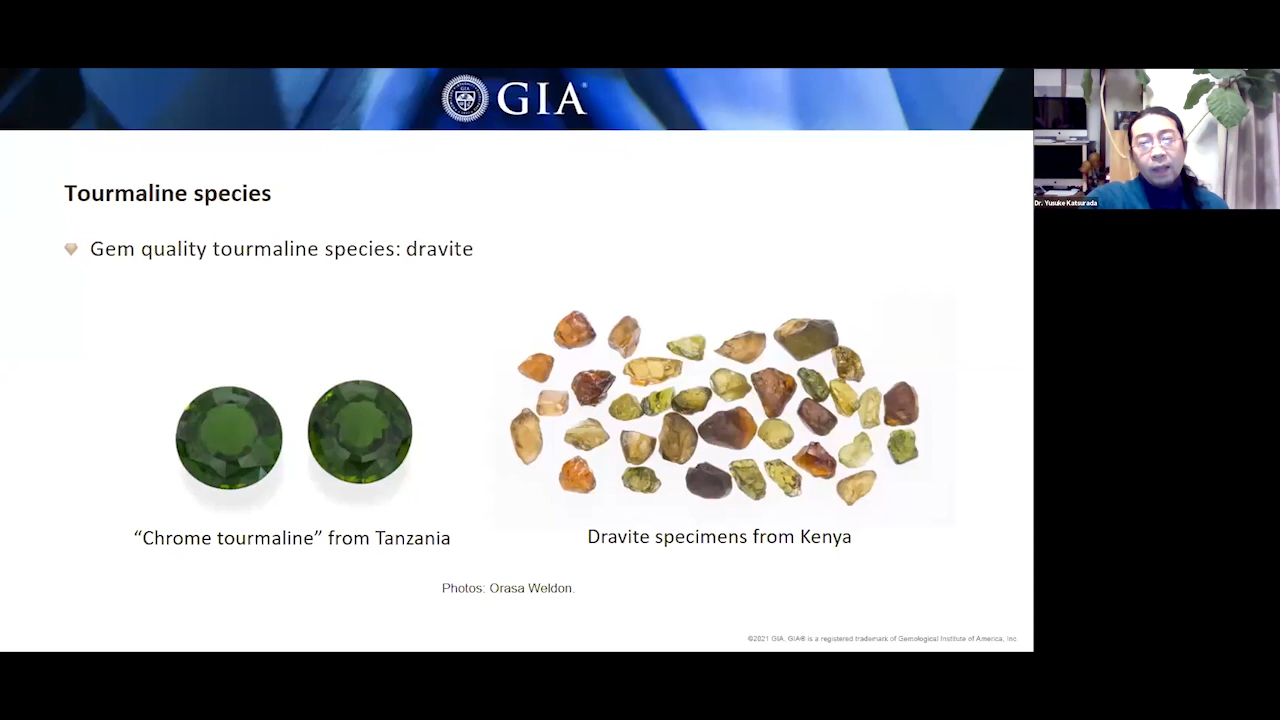 GIA®
Tourmaline species
Gem quality tourmaline species: dravite
“Chrome tourmaline” from Tanzania
Dravite specimens from Kenya
Photos: Orasa Weldon.
©2021 GIA. GIA® is a registered trademark of Gemological Institute of America, Inc.
Dr. Yusuke Katsurada